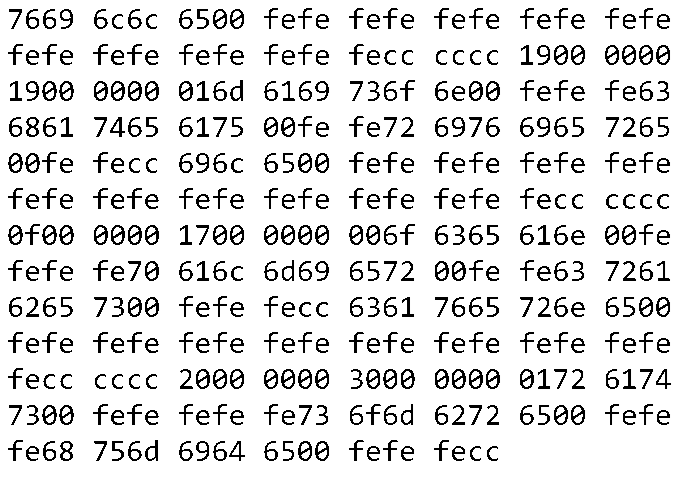 7669 6c6c 6500 fefe fefe fefe fefe fefe
fefe fefe fefe fefe fecc cccc 1900 0000
1900 0000 016d 6169 736f 6e00 fefe fe63
6861 7465 6175 00fe fe72 6976 6965 7265
00fe fecc 696c 6500 fefe fefe fefe fefe
fefe fefe fefe fefe fefe fefe fecc cccc
0f00 0000 1700 0000 006f 6365 616e 00fe
fefe fe70 616c 6d69 6572 00fe fe63 7261
6265 7300 fefe fecc 6361 7665 726e 6500
fefe fefe fefe fefe fefe fefe fefe fefe
fecc cccc 2000 0000 3000 0000 0172 6174
7300 fefe fefe fe73 6f6d 6272 6500 fefe
fe68 756d 6964 6500 fefe fecc